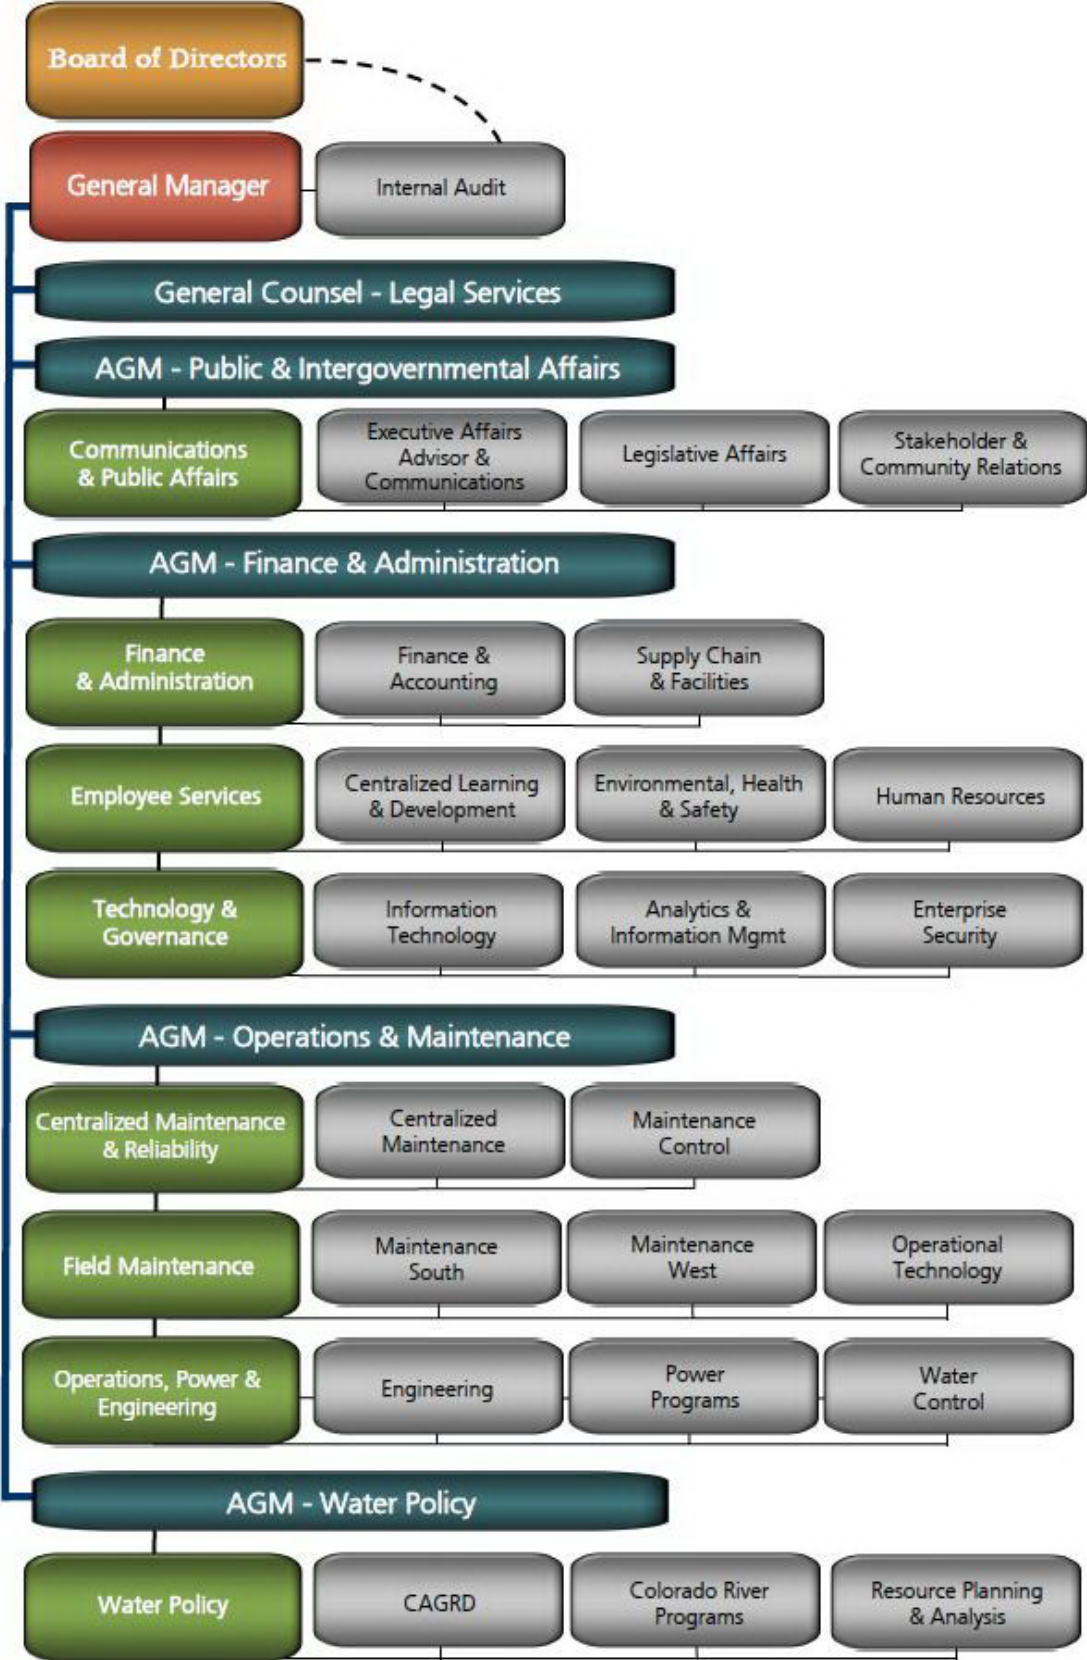 Board of Directors
General Manager
Internal Audit
General Counsel - Legal Services
AGM - Public & Intergovernmental Affairs
Communications
& Public Affairs
Executive Affairs
Advisor &
Communications
Legislative Affairs
Stakeholder &
Community Relations
AGM - Finance & Administration
Finance
& Administration
Finance &
Accounting
Supply Chain
& Facilities
Employee Services
Centralized Learning
& Development
Environmental, Health
& Safety
Human Resources
Technology &
Governance
Information
Technology
Analytics &
Information Mgmt
Enterprise
Security
AGM - Operations & Maintenance
Centralized Maintenance
& Reliability
Centralized
Maintenance
Maintenance
Control
Field Maintenance
Maintenance
South
Maintenance
West
Operational
Technology
Operations, Power &
Engineering
Engineering
Power
Programs
Water
Control
AGM - Water Policy
Water Policy
CAGRD
Colorado River
Programs
Resource Planning
& Analysis